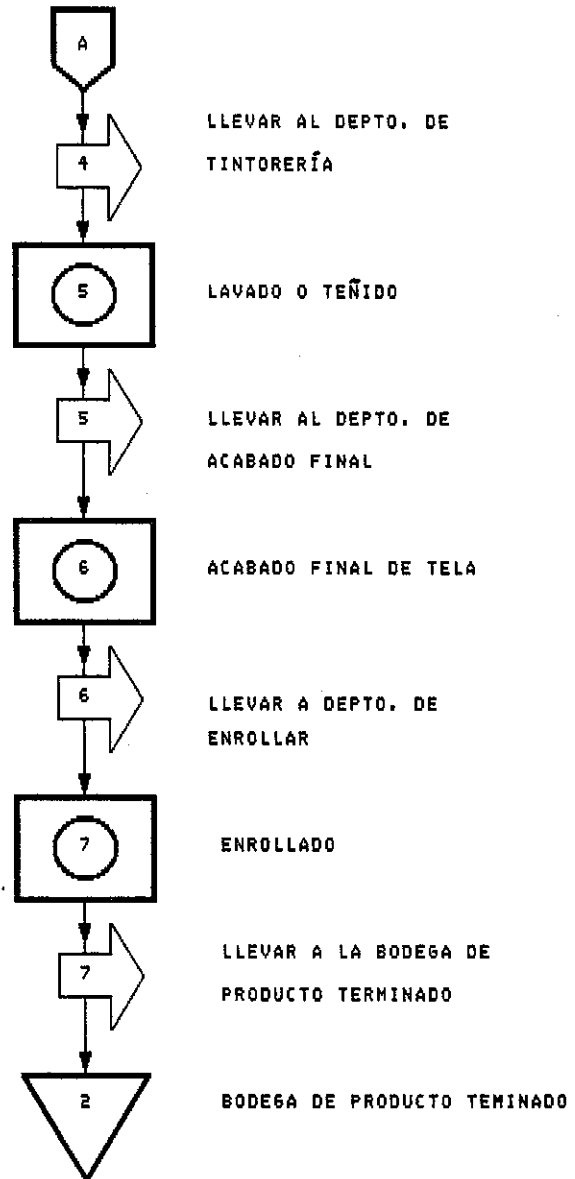 A
4
LLEVAR AL DEPTO. DE
TINTORERÍA
5
LAVADO O TEÑIDO
5
LLEVAR AL DEPTO. DE
ACABADO FINAL
6
ACABADO FINAL DE TELA
6
LLEVAR A DEPTO. DE
ENROLLAR
7
ENROLLADO
7
LLEVAR A LA BODEGA DE
PRODUCTO TERMINADO
2
BODEGA DE PRODUCTO TEMINADO